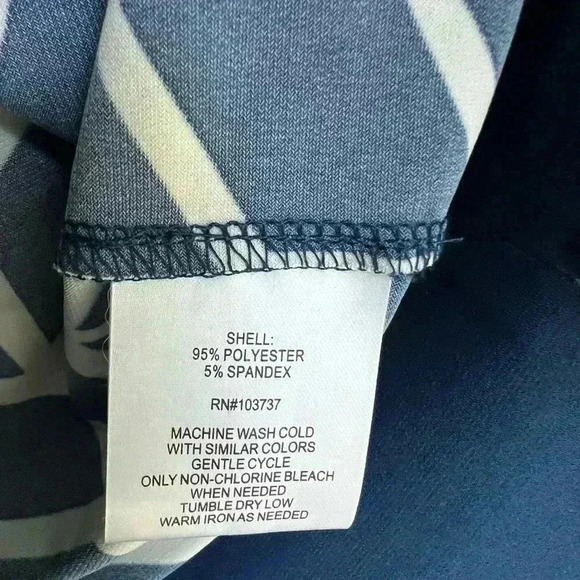 SHELL:
95% POLYESTER
5% SPANDEX
RN#103737
MACHINE WASH COLD
WITH SIMILAR COLORS
GENTLE CYCLE
ONLY NON-CHLORINE BLEACH
WHEN NEEDED
TUMBLE DRY LOW
WARM IRON AS NEEDED